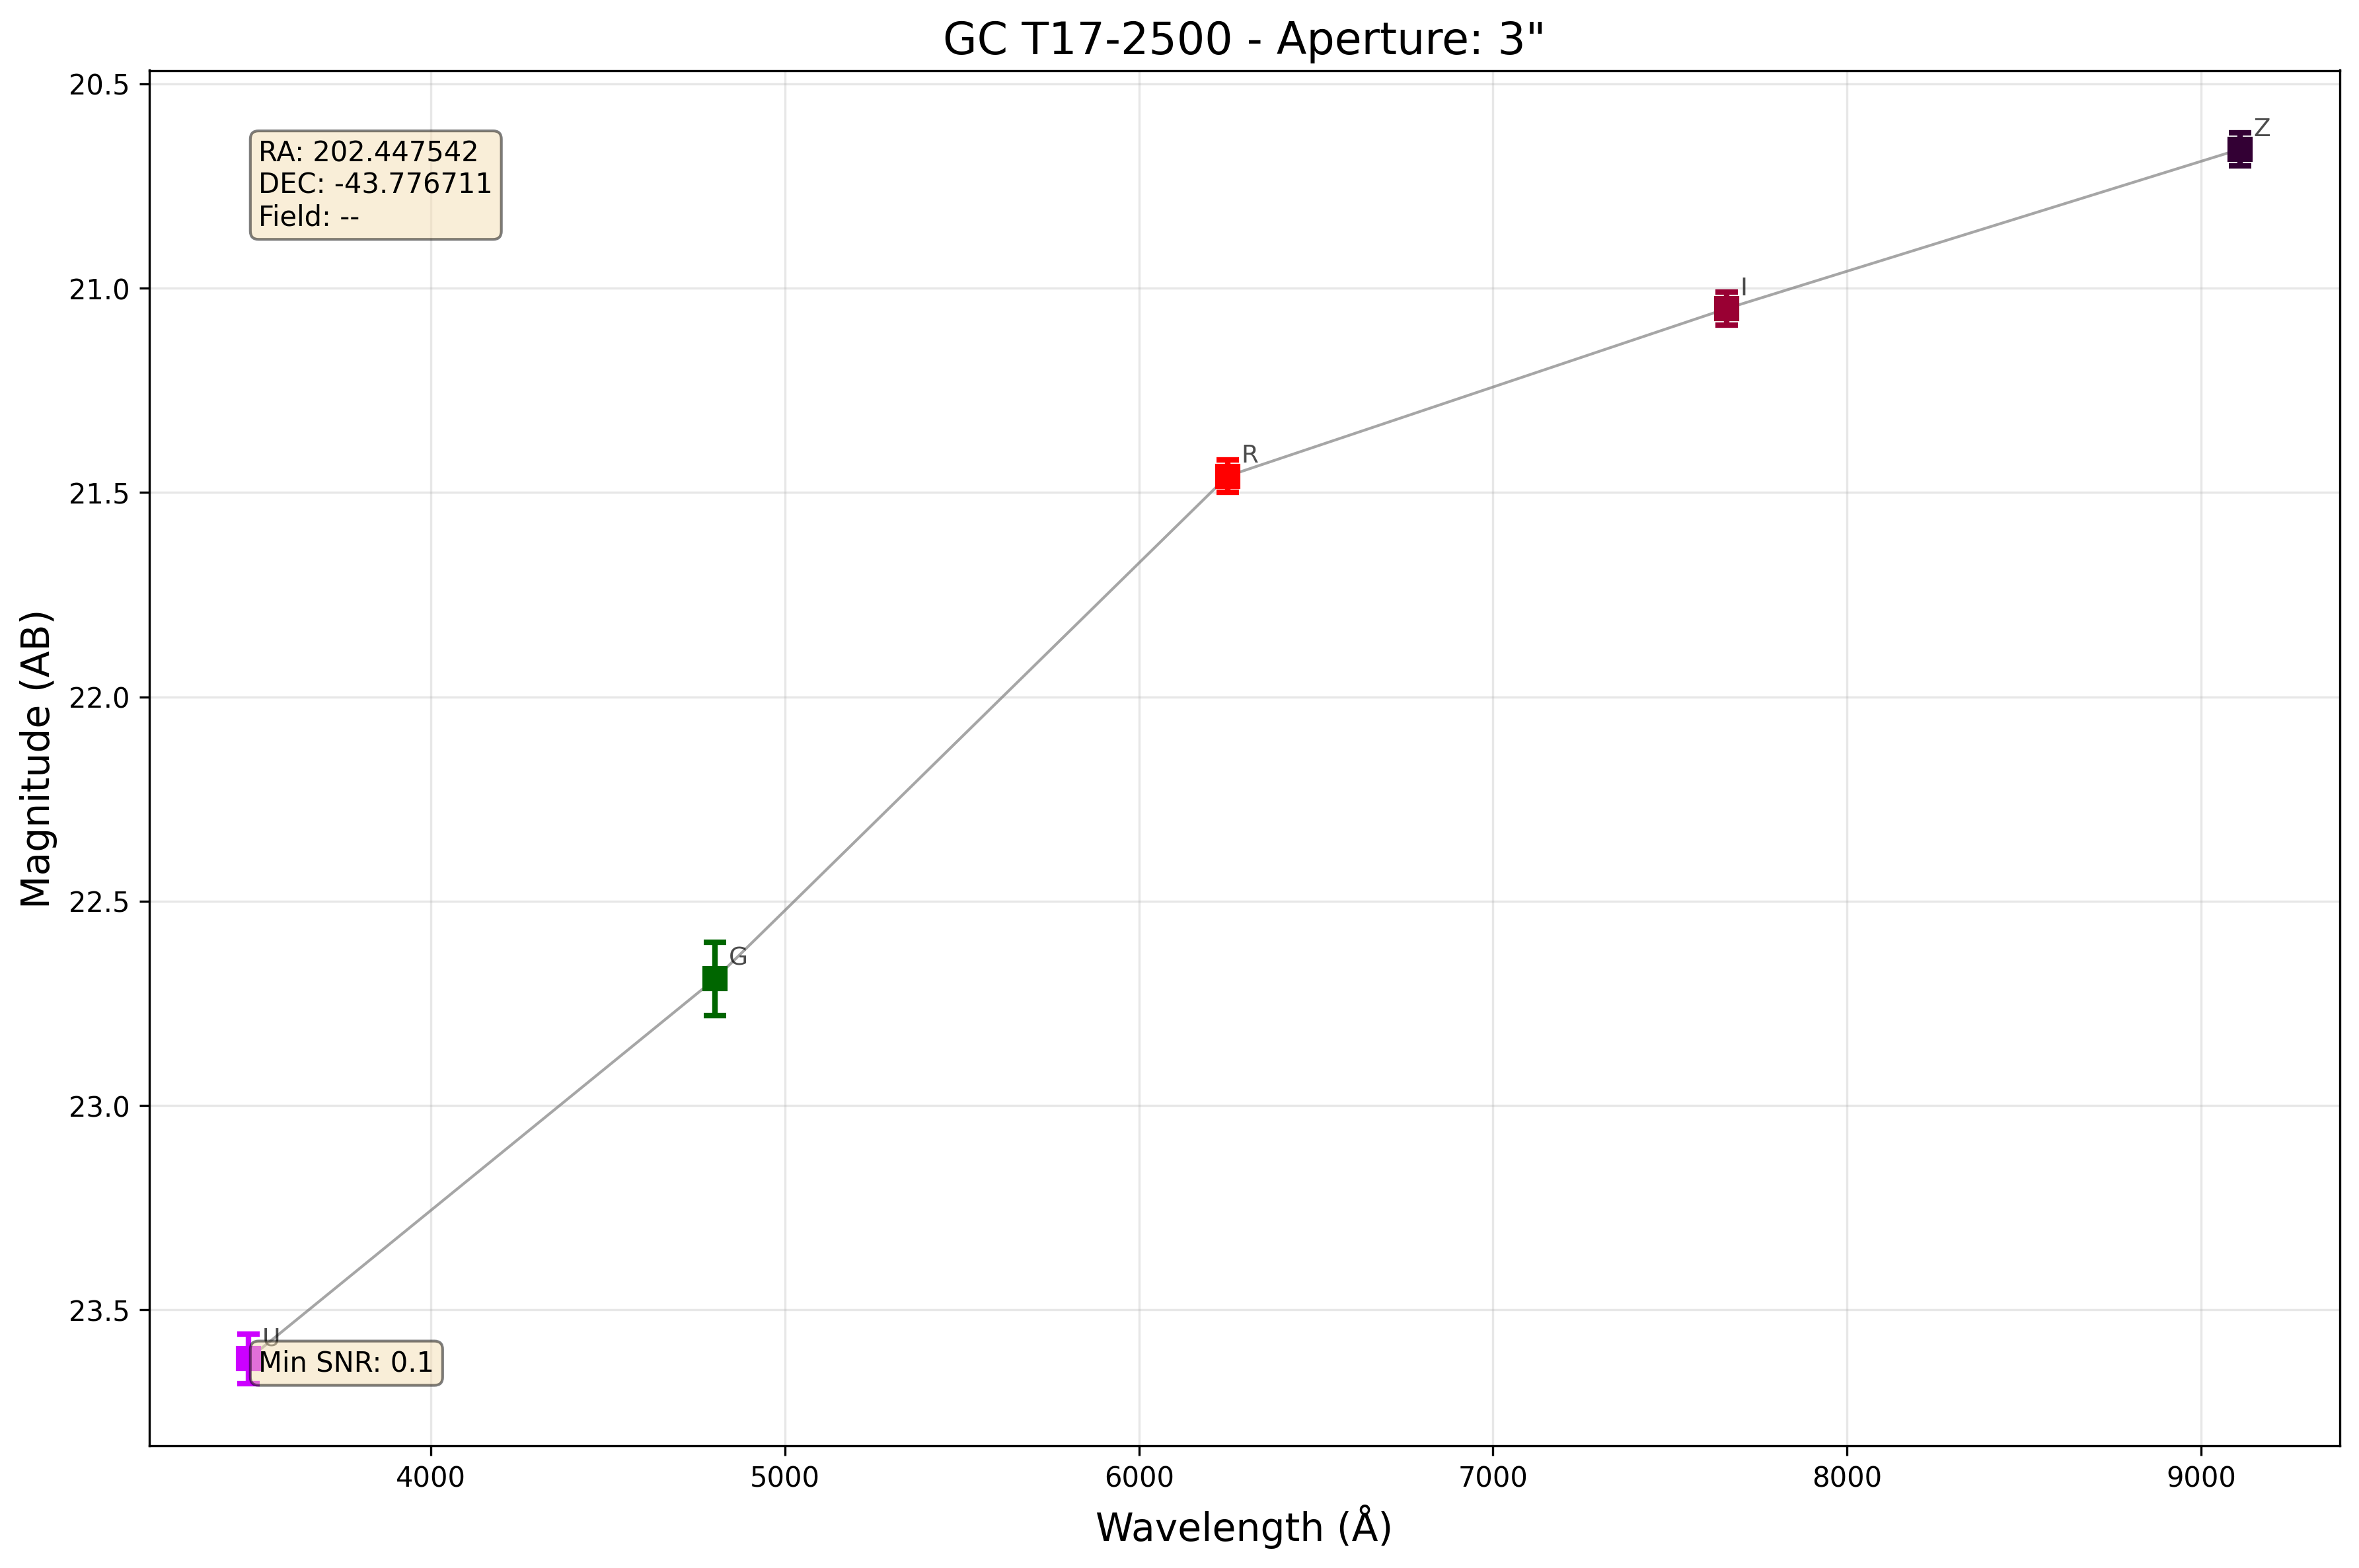 GC T17-2500 - Aperture: 3"
20.5
RA: 202.447542
DEC: -43.776711
Field: --
Z
21.0
I
R
21.5
22.0
Magnitude (AB)
22.5
G
23.0
23.5
U
Min SNR: 0.1
4000
5000
6000
7000
8000
9000
Wavelength (Å)